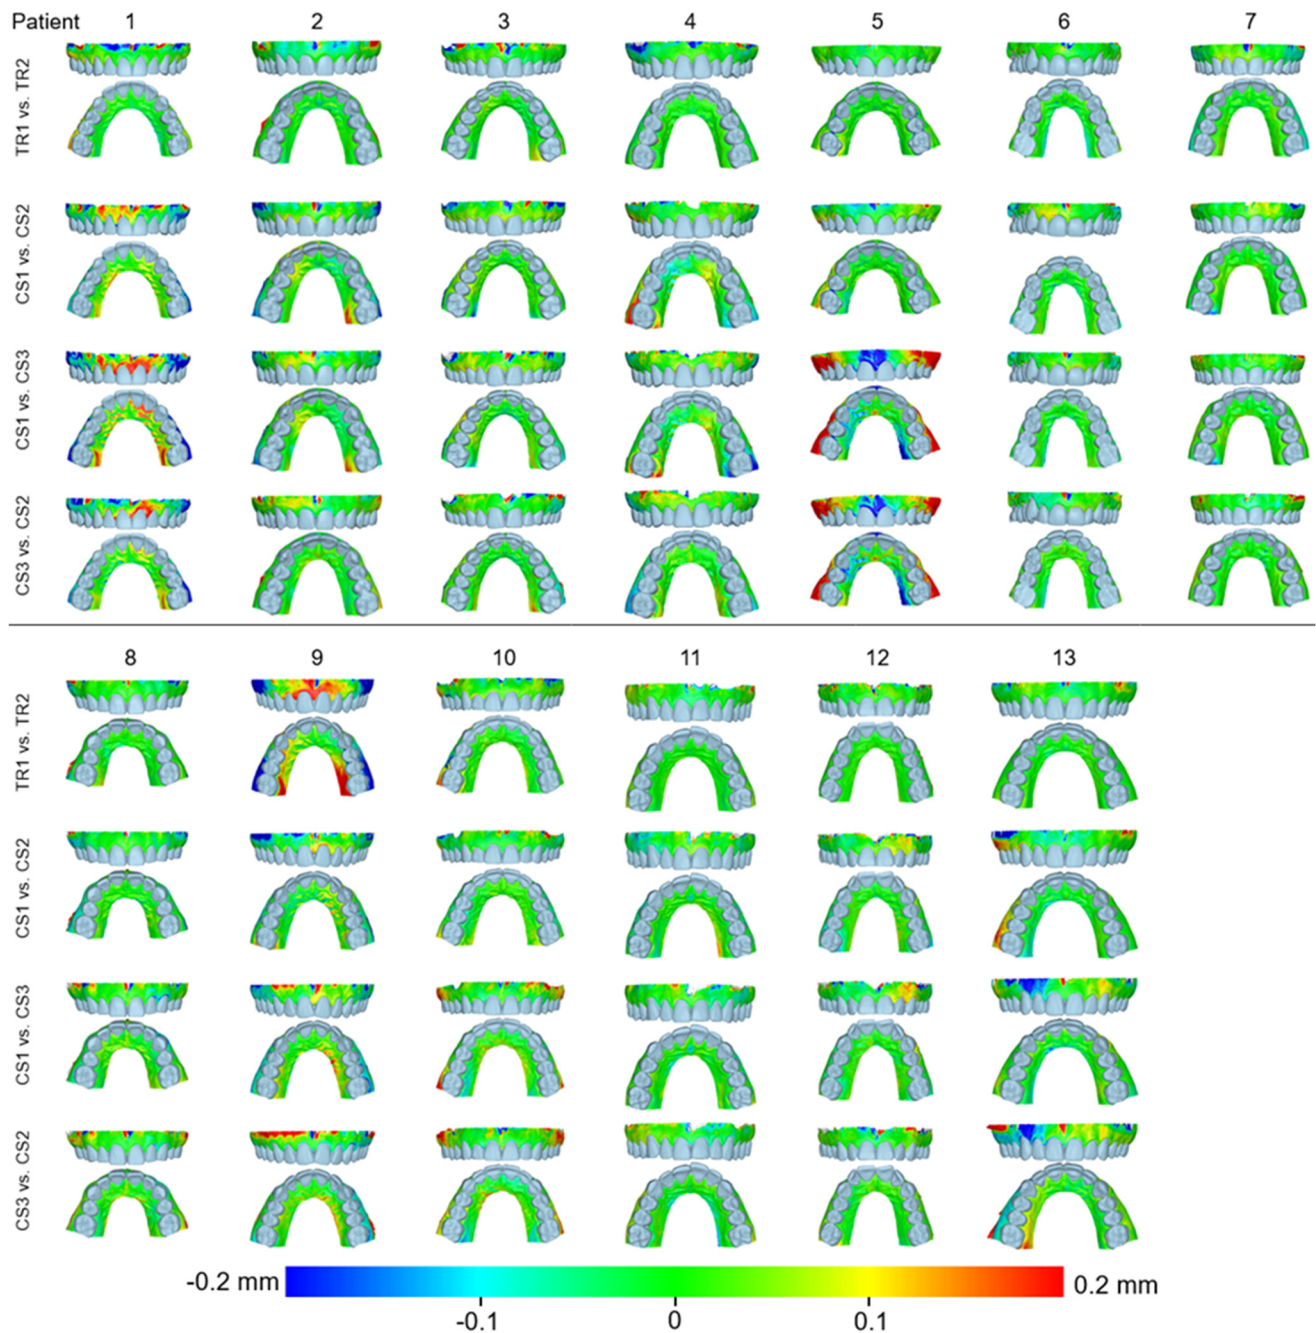 Patient 1 2 3 4 5 6 7
TR1 vs. TR2
CS1 vs. CS2
CS1 vs. CS3
CS3 vs. CS2
8 9 10 11 12 13
TR1 vs. TR2
CS1 vs. CS2
CS1 vs. CS3
CS3 vs. CS2
-0.2 mm 0.2 mm
-0.1 0 0.1